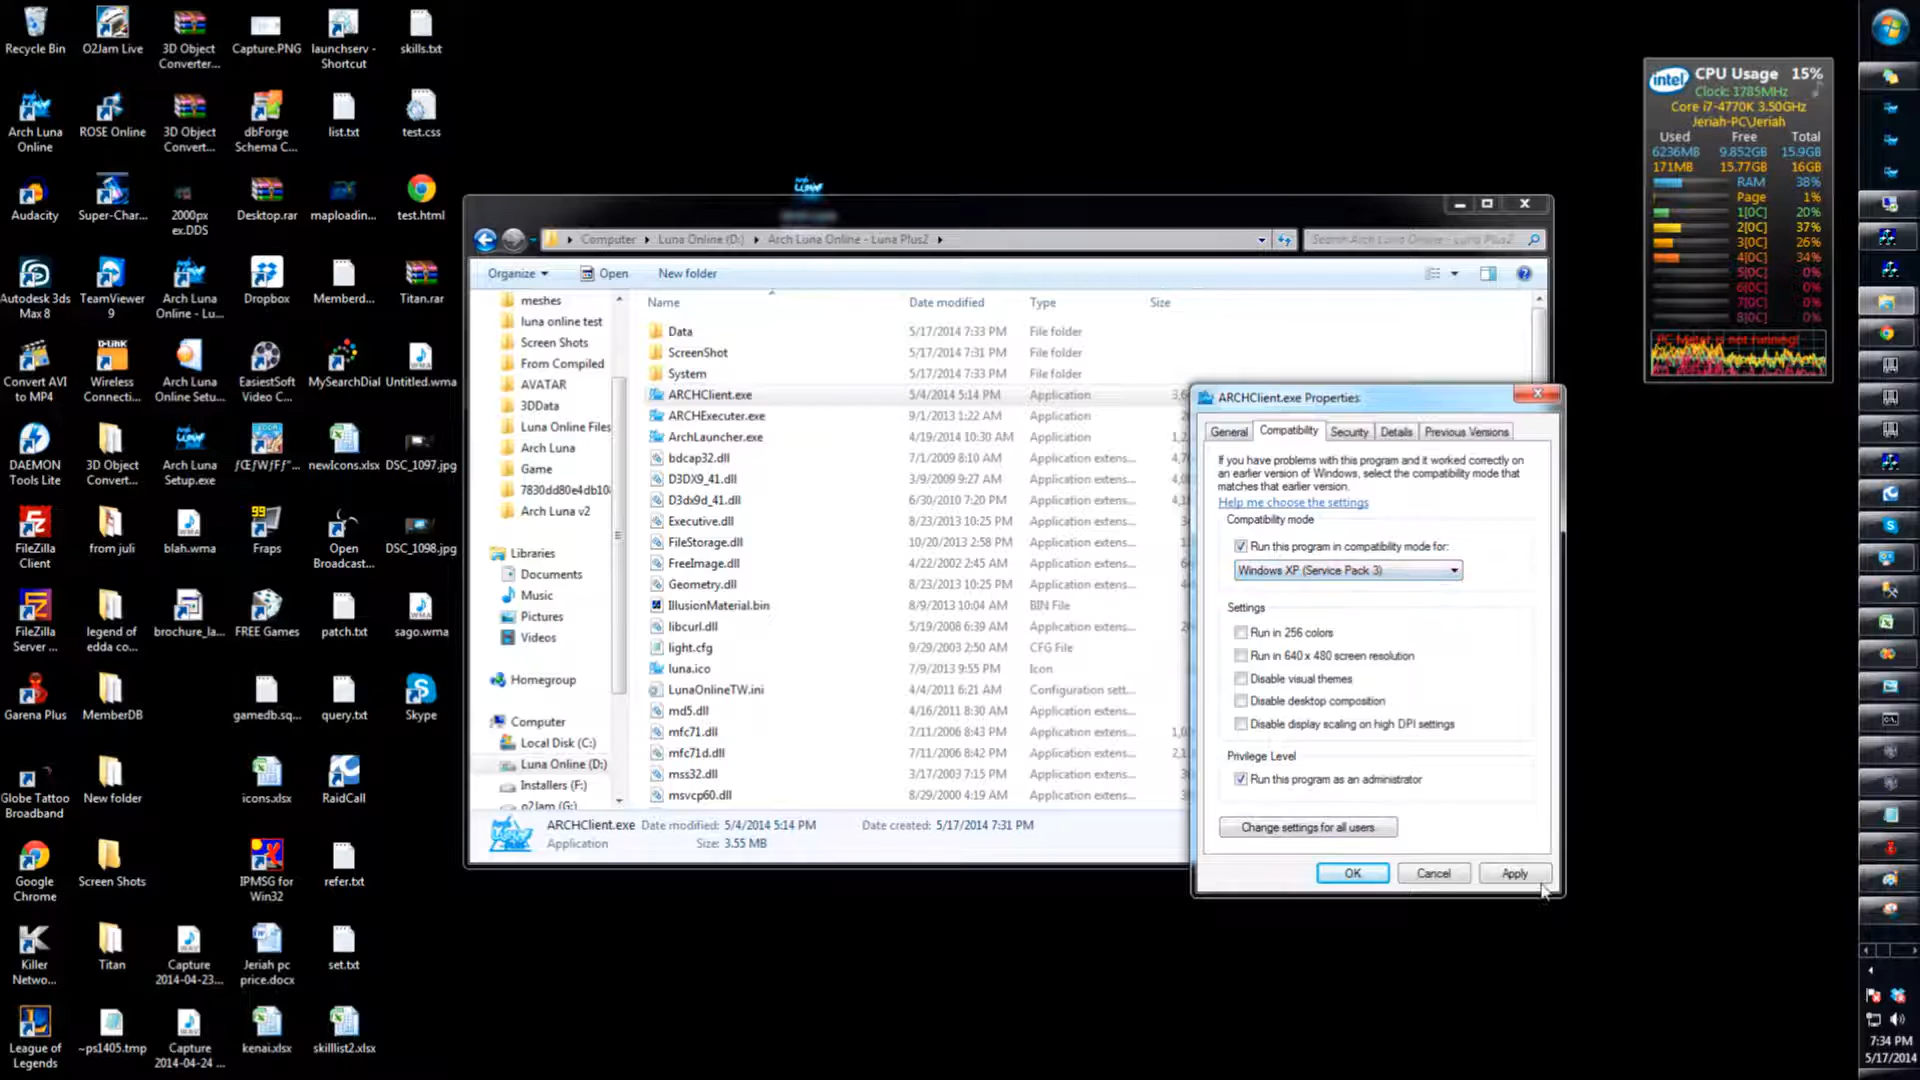 Recycle Bin
O2Jam Live
3D Object
Converter...
Capture.PNG
launchserv -
Shortcut
skills.txt
Arch Luna
Online
ROSE Online
3D Object
Convert...
dbForge
Schema C...
list.txt
test.css
Audacity
Super-Char...
2000px
ex.DDS
Desktop.rar
maploadin...
test.html
Autodesk 3ds
Max 8
TeamViewer
9
Arch Luna
Online - Lu...
Dropbox
Memberd...
Titan.rar
Convert AVI
to MP4
Wireless
Connecti...
Arch Luna
Online Setu...
EasiestSoft
Video C...
MySearchDial
Untitled.wma
DAEMON
Tools Lite
3D Object
Convert...
Arch Luna
Setup.exe
ƒŒƒWƒFƒ“...
newIcons.xlsx
DSC_1097.jpg
FileZilla
Client
from juli
blah.wma
99
Fraps
Open
Broadcast...
DSC_1098.jpg
FileZilla
Server ...
legend of
edda co...
brochure_la...
FREE Games
patch.txt
sago.wma
Garena Plus
MemberDB
gamedb.sq...
query.txt
Skype
Globe Tattoo
Broadband
New folder
icons.xlsx
RaidCall
Google
Chrome
Screen Shots
IPMSG for
Win32
refer.txt
Killer
Netwo...
Titan
Capture
2014-04-23...
Jeriah pc
price.docx
set.txt
League of
Legends
~ps1405.tmp
Capture
2014-04-24 ...
kenai.xlsx
skilllist2.xlsx
Computer
Luna Online (D:)
Arch Luna Online - Luna Plus2
Search Arch Luna Online - Luna Plus2
Organize
Open
New folder
meshes
luna online test
Screen Shots
From Compiled
AVATAR
3DData
Luna Online Files
Arch Luna
Game
7830dd80e4db10
Arch Luna v2
Libraries
Documents
Music
Pictures
Videos
Homegroup
Computer
Local Disk (C:)
Luna Online (D:)
Installers (F:)
o2Jam (G:)
Name Date modified Type Size
Data 5/17/2014 7:33 PM File folder
ScreenShot 5/17/2014 7:31 PM File folder
System 5/17/2014 7:33 PM File folder
ARCHClient.exe 5/4/2014 5:14 PM Application 3,6
ARCHExecuter.exe 9/1/2013 1:22 AM Application
ArchLauncher.exe 4/19/2014 10:30 AM Application 1,2
bdcap32.dll 7/1/2009 8:10 AM Application extens... 4,7
D3DX9_41.dll 3/9/2009 9:27 AM Application extens... 4,
D3dx9d_41.dll 6/30/2010 7:20 PM Application extens... 4,1
Executive.dll 8/23/2013 10:25 PM Application extens...
FileStorage.dll 10/20/2013 2:58 PM Application extens...
FreeImage.dll 4/22/2002 2:45 AM Application extens...
Geometry.dll 8/23/2013 10:25 PM Application extens...
IllusionMaterial.bin 8/9/2013 10:04 AM BIN File
libcurl.dll 5/19/2008 6:39 AM Application extens...
light.cfg 9/29/2003 2:50 AM CFG File
luna.ico 7/9/2013 9:55 PM Icon
LunaOnlineTW.ini 4/4/2011 6:21 AM Configuration sett...
md5.dll 4/16/2011 8:30 AM Application extens...
mfc71.dll 7/11/2006 8:43 PM Application extens... 1,0
mfc71d.dll 7/11/2006 8:42 PM Application extens... 2,1
mss32.dll 3/17/2003 7:15 PM Application extens...
msvcp60.dll 8/29/2000 4:19 AM Application extens...
ARCHClient.exe Date modified: 5/4/2014 5:14 PM Date created: 5/17/2014 7:31 PM
Application Size: 3.55 MB
ARCHClient.exe Properties
General Compatibility Security Details Previous Versions
If you have problems with this program and it worked correctly on
an earlier version of Windows, select the compatibility mode that
matches that earlier version.
Help me choose the settings
Compatibility mode
Run this program in compatibility mode for:
Windows XP (Service Pack 3)
Settings
Run in 256 colors
Run in 640 x 480 screen resolution
Disable visual themes
Disable desktop composition
Disable display scaling on high DPI settings
Privilege Level
Run this program as an administrator
Change settings for all users
OK Cancel Apply
intel CPU Usage 15%
Clock: 1785MHz
Core i7-4770K 3.50GHz
Jeriah-PC\Jeriah
Used Free Total
6236MB 9.852GB 15.9GB
171MB 15.77GB 16GB
RAM 38%
Page 1%
1[0C] 20%
2[0C] 37%
3[0C] 26%
4[0C] 34%
5[0C] 0%
6[0C] 0%
7[0C] 0%
8[0C] 0%
PC Meter is not running!
7:34 PM
5/17/2014